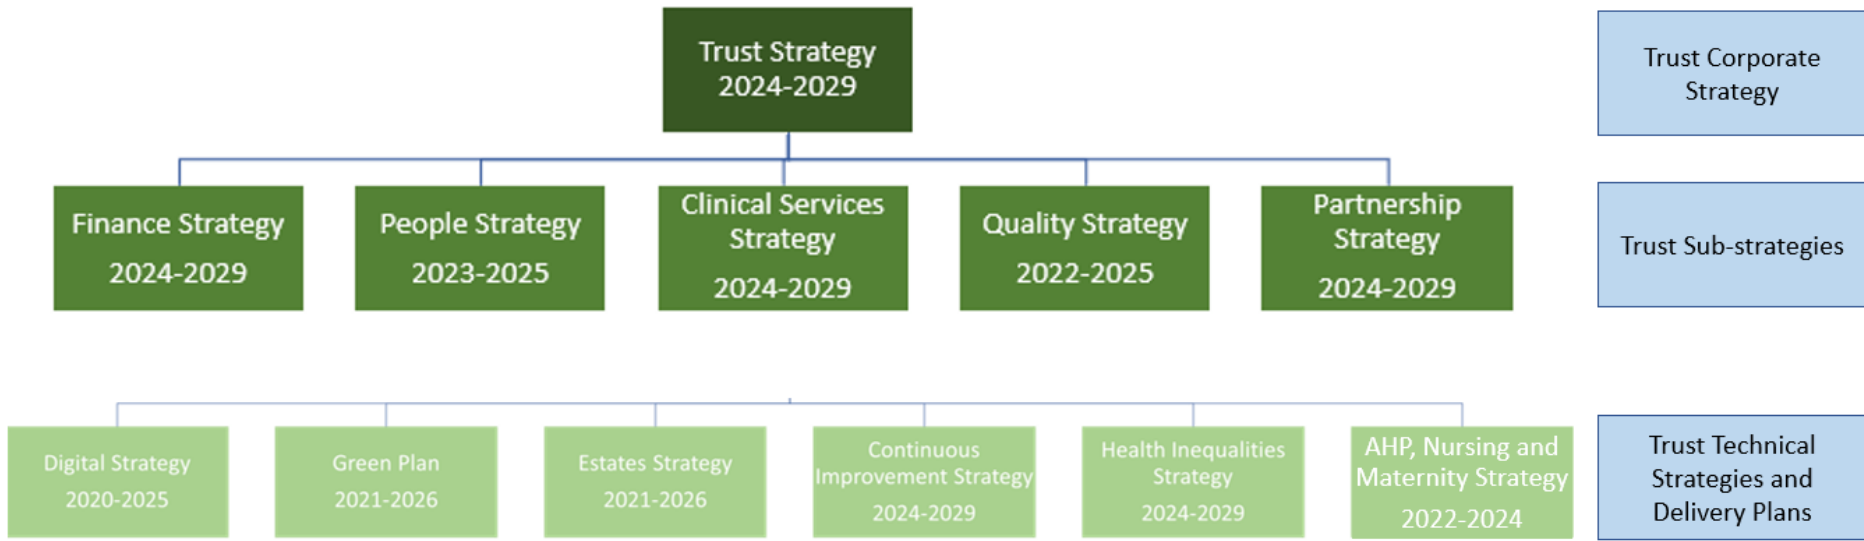 Trust Strategy
2024-2029
Trust Corporate
Strategy
Finance Strategy
2024-2029
People Strategy
2023-2025
Clinical Services
Strategy
2024-2029
Quality Strategy
2022-2025
Partnership
Strategy
2024-2029
Trust Sub-strategies
Digital Strategy
2020-2025
Green Plan
2021-2026
Estates Strategy
2021-2026
Continuous
Improvement Strategy
2024-2029
Health Inequalities
Strategy
2024-2029
AHP, Nursing and
Maternity Strategy
2022-2024
Trust Technical
Strategies and
Delivery Plans